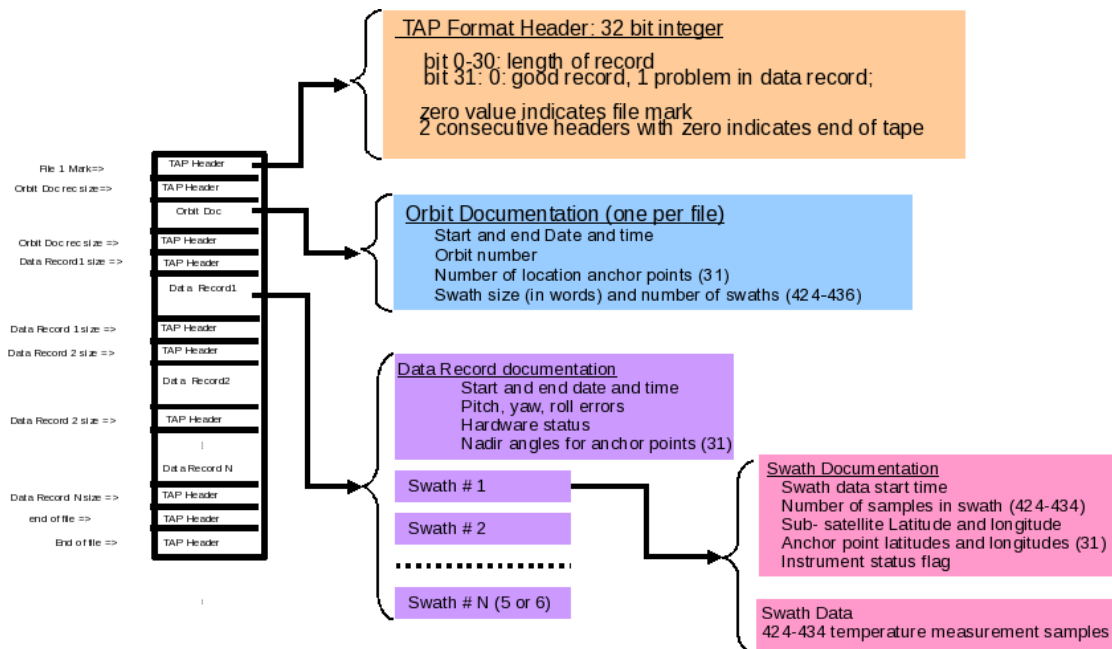 TAP Format Header: 32 bit integer
bit 0-30: length of record
bit 31: 0: good record, 1 problem in data record;
zero value indicates file mark
2 consecutive headers with zero indicates end of tape
File 1 Mark=>
TAP Header
Orbit Doc rec size=>
TAP Header
Orbit Doc
Orbit Doc rec size =>
TAP Header
Data Record1 size =>
TAP Header
Data Record1
Data Record 1 size =>
TAP Header
Data Record 2 size =>
TAP Header
Data Record2
Data Record 2 size =>
TAP Header
Data Record N
Data Record N size =>
TAP Header
end of file =>
TAP Header
End of file =>
TAP Header
Orbit Documentation (one per file)
Start and end Date and time
Orbit number
Number of location anchor points (31)
Swath size (in words) and number of swaths (424-436)
Data Record documentation
Start and end date and time
Pitch, yaw, roll errors
Hardware status
Nadir angles for anchor points (31)
Swath # 1
Swath # 2
Swath # N (5 or 6)
Swath Documentation
Swath data start time
Number of samples in swath (424-434)
Sub- satellite Latitude and longitude
Anchor point latitudes and longitudes (31)
Instrument status flag
Swath Data
424-434 temperature measurement samples